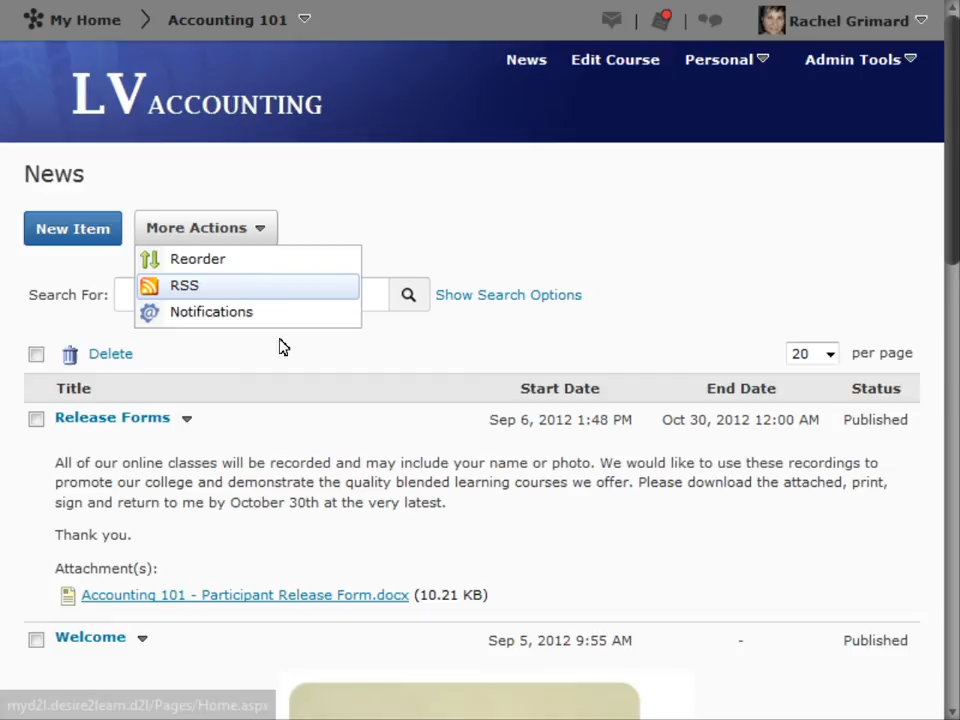 My Home Accounting 101 Rachel Grimard
News Edit Course Personal Admin Tools
LV ACCOUNTING
News
New Item More Actions
Reorder
RSS
Notifications
Search For: Show Search Options
Delete 20 per page
Title Start Date End Date Status
Release Forms Sep 6, 2012 1:48 PM Oct 30, 2012 12:00 AM Published
All of our online classes will be recorded and may include your name or photo. We would like to use these recordings to
promote our college and demonstrate the quality blended learning courses we offer. Please download the attached, print,
sign and return to me by October 30th at the very latest.
Thank you.
Attachment(s):
Accounting 101 - Participant Release Form.docx (10.21 KB)
Welcome Sep 5, 2012 9:55 AM - Published
myd2l.desire2learn.d2l/Pages/Home.aspx